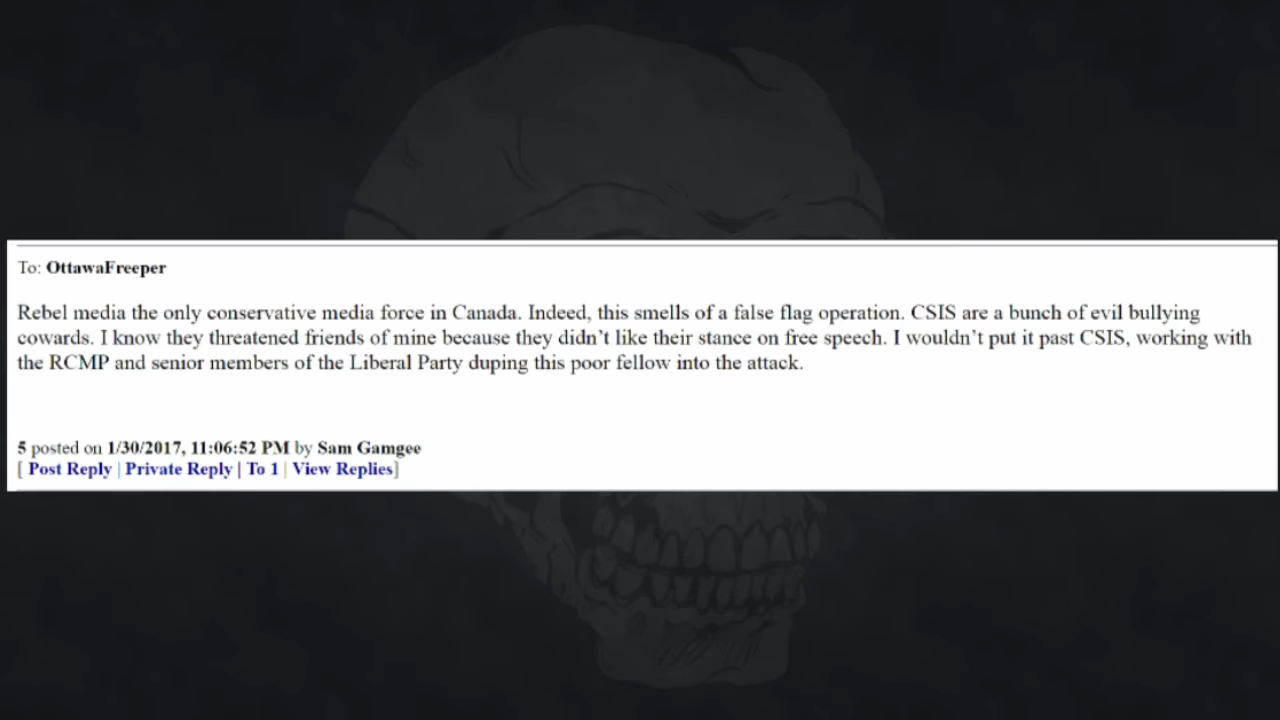 To: OttawaFreeper
Rebel media the only conservative media force in Canada. Indeed, this smells of a false flag operation. CSIS are a bunch of evil bullying
cowards. I know they threatened friends of mine because they didn’t like their stance on free speech. I wouldn’t put it past CSIS, working with
the RCMP and senior members of the Liberal Party duping this poor fellow into the attack.
5 posted on 1/30/2017, 11:06:52 PM by Sam Gamgee
[ Post Reply | Private Reply | To 1 | View Replies]